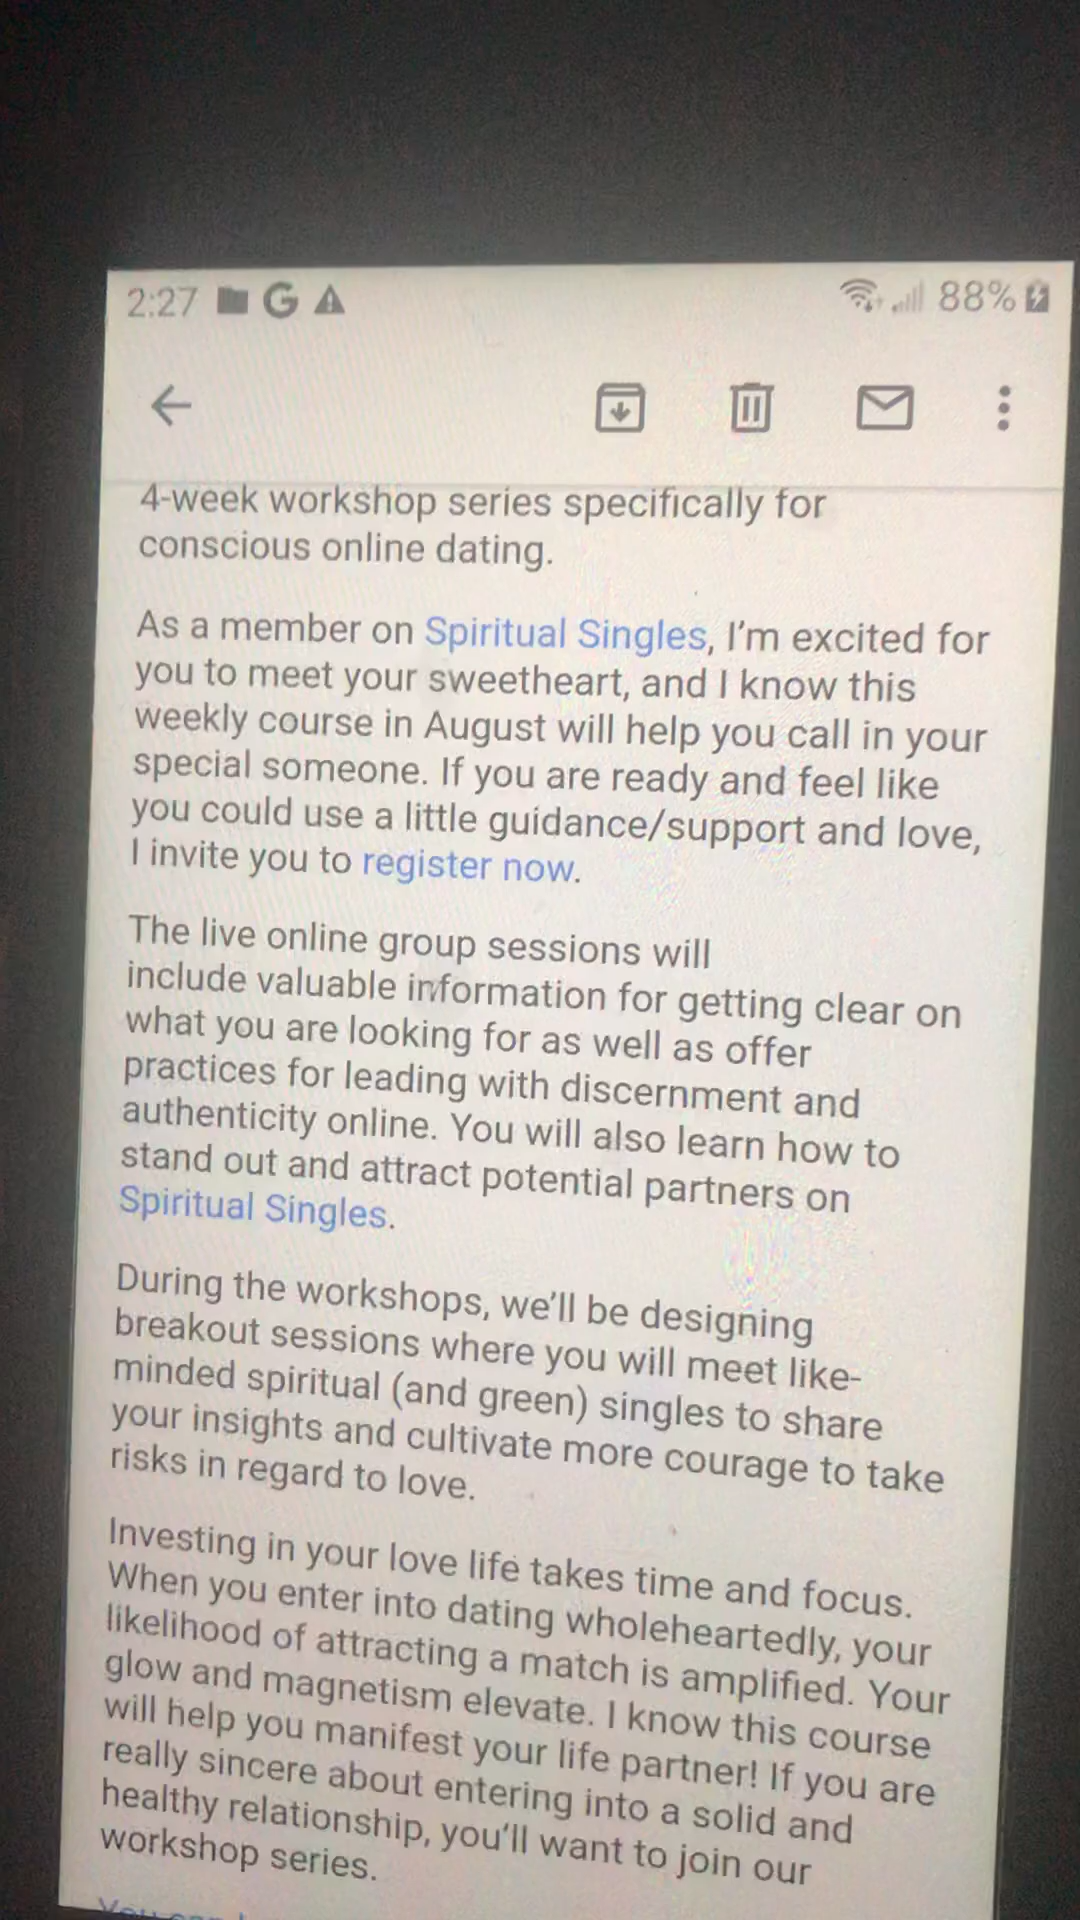 2:27 G 88%
4-week workshop series specifically for
conscious online dating.
As a member on Spiritual Singles, I'm excited for
you to meet your sweetheart, and I know this
weekly course in August will help you call in your
special someone. If you are ready and feel like
you could use a little guidance/support and love,
I invite you to register now.
The live online group sessions will
include valuable information for getting clear on
what you are looking for as well as offer
practices for leading with discernment and
authenticity online. You will also learn how to
stand out and attract potential partners on
Spiritual Singles.
During the workshops, we'll be designing
breakout sessions where you will meet like-
minded spiritual (and green) singles to share
your insights and cultivate more courage to take
risks in regard to love.
Investing in your love life takes time and focus.
When you enter into dating wholeheartedly, your
likelihood of attracting a match is amplified. Your
glow and magnetism elevate. I know this course
will help you manifest your life partner! If you are
really sincere about entering into a solid and
healthy relationship, you'll want to join our
workshop series.